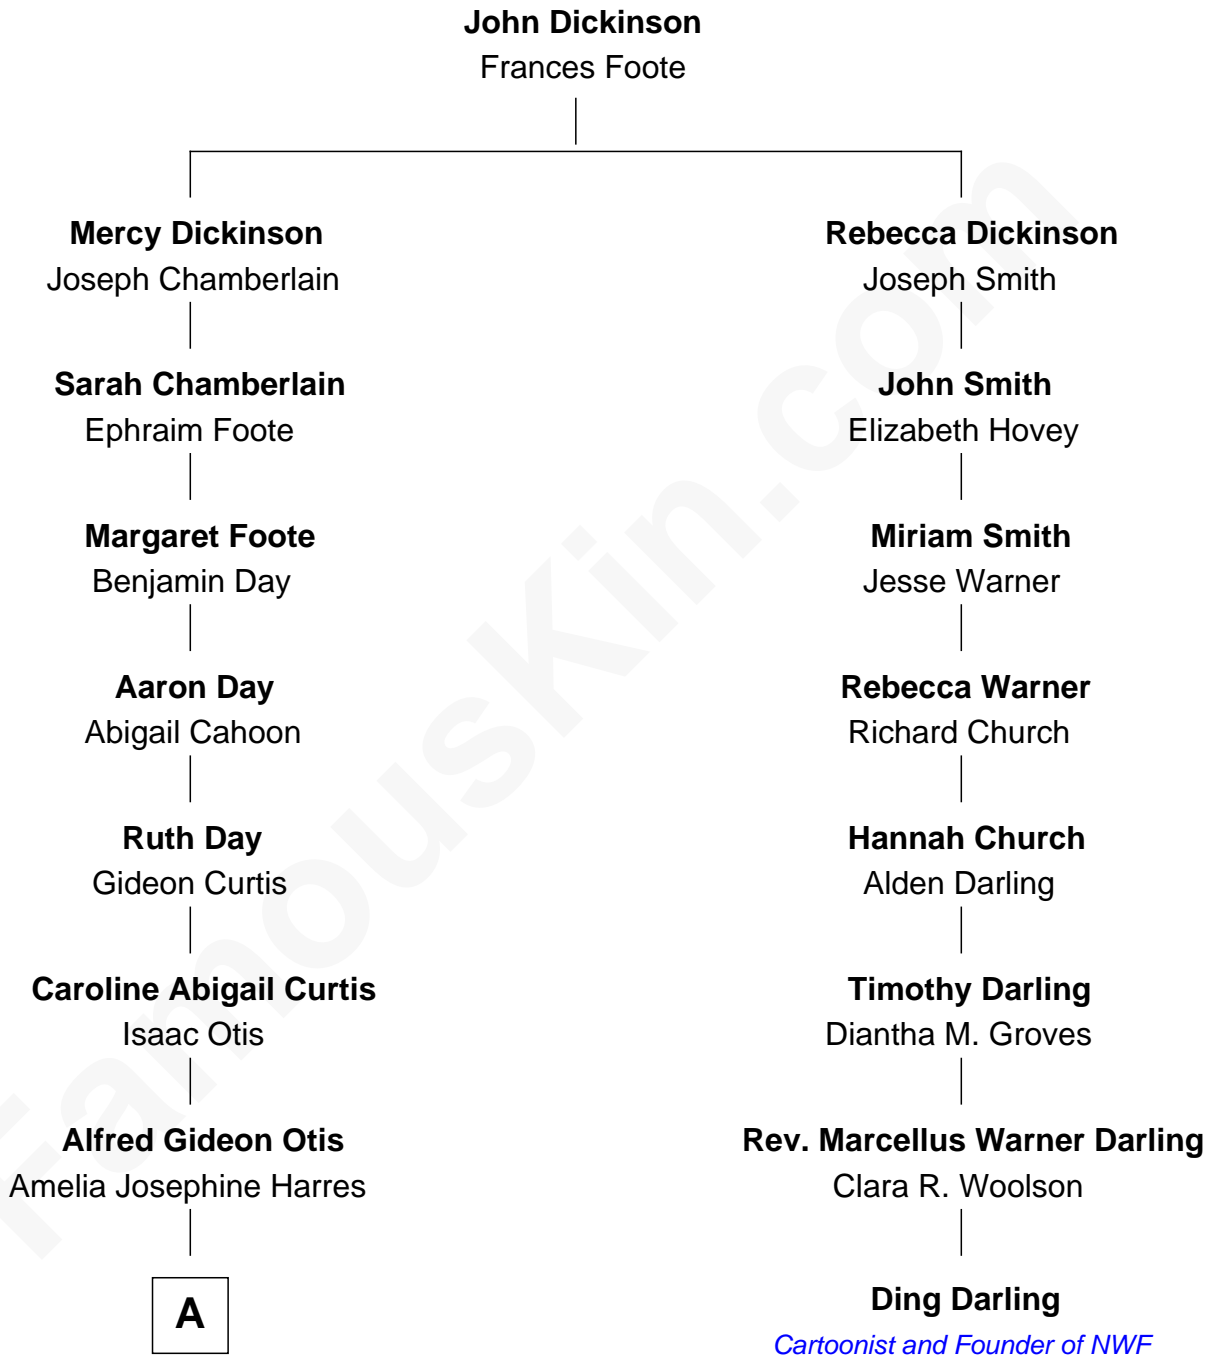 John Dickinson
Frances Foote
Mercy Dickinson
Joseph Chamberlain
Rebecca Dickinson
Joseph Smith
Sarah Chamberlain
Ephraim Foote
John Smith
Elizabeth Hovey
Margaret Foote
Benjamin Day
Miriam Smith
Jesse Warner
Aaron Day
Abigail Cahoon
Rebecca Warner
Richard Church
Ruth Day
Gideon Curtis
Hannah Church
Alden Darling
Caroline Abigail Curtis
Isaac Otis
Timothy Darling
Diantha M. Groves
Alfred Gideon Otis
Amelia Josephine Harres
Rev. Marcellus Warner Darling
Clara R. Woolson
A
Ding Darling
Cartoonist and Founder of NWF
FamousKin.com